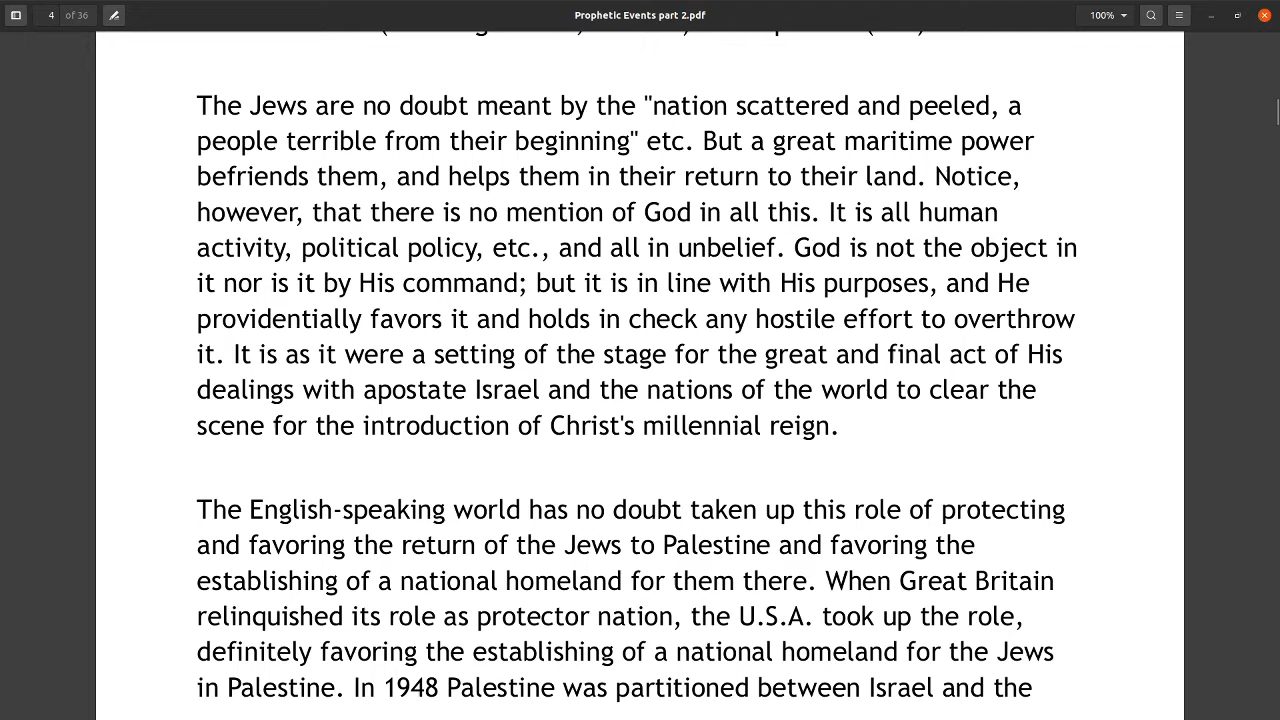 4 of 36
Prophetic Events part 2.pdf
100%
The Jews are no doubt meant by the "nation scattered and peeled, a
people terrible from their beginning" etc. But a great maritime power
befriends them, and helps them in their return to their land. Notice,
however, that there is no mention of God in all this. It is all human
activity, political policy, etc., and all in unbelief. God is not the object in
it nor is it by His command; but it is in line with His purposes, and He
providentially favors it and holds in check any hostile effort to overthrow
it. It is as it were a setting of the stage for the great and final act of His
dealings with apostate Israel and the nations of the world to clear the
scene for the introduction of Christ's millennial reign.
The English-speaking world has no doubt taken up this role of protecting
and favoring the return of the Jews to Palestine and favoring the
establishing of a national homeland for them there. When Great Britain
relinquished its role as protector nation, the U.S.A. took up the role,
definitely favoring the establishing of a national homeland for the Jews
in Palestine. In 1948 Palestine was partitioned between Israel and the